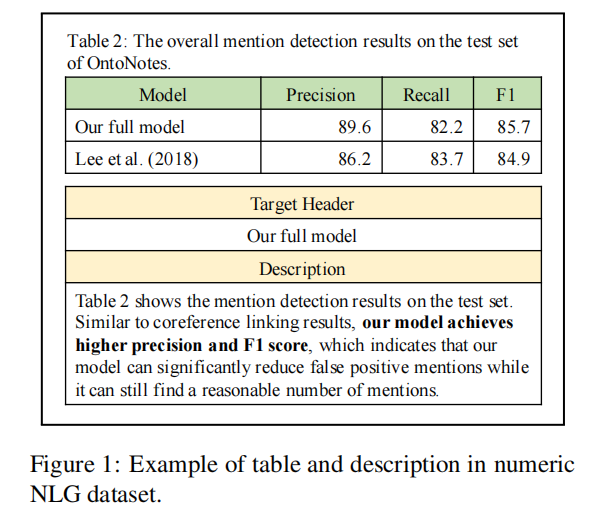 Table 2: The overall mention detection results on the test set
of OntoNotes.
Model Precision Recall F1
Our full model 89.6 82.2 85.7
Lee et al. (2018) 86.2 83.7 84.9
Target Header
Our full model
Description
Table 2 shows the mention detection results on the test set.
Similar to coreference linking results, our model achieves
higher precision and F1 score, which indicates that our
model can significantly reduce false positive mentions while
it can still find a reasonable number of mentions.
Figure 1: Example of table and description in numeric
NLG dataset.